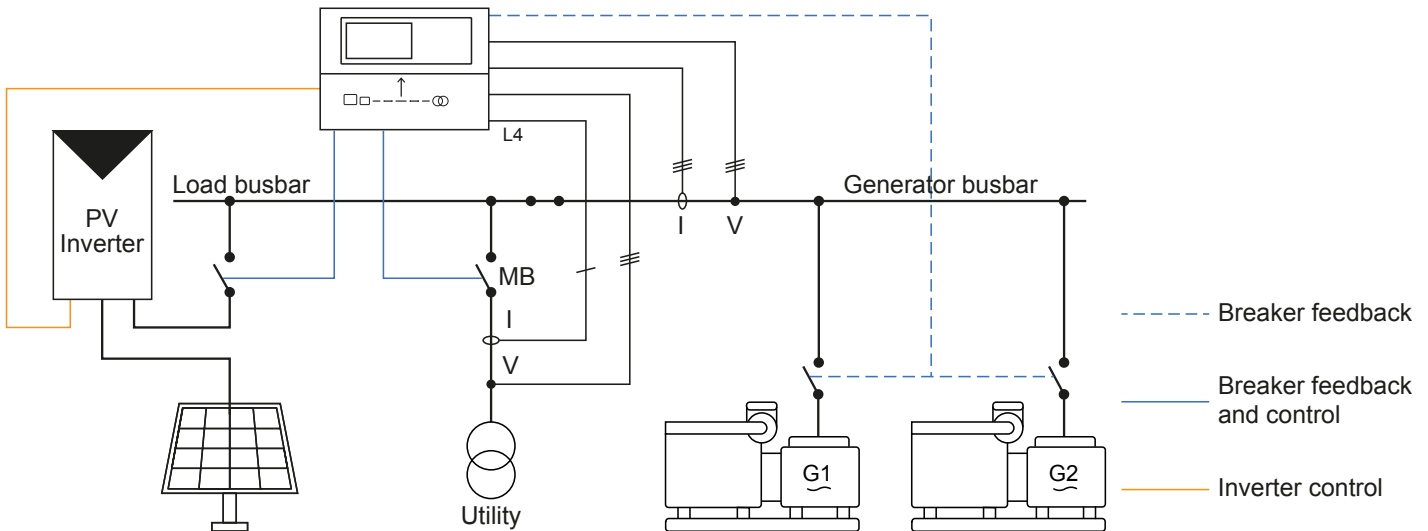 L4
Load busbar
Generator busbar
PV
Inverter
I
V
MB
I
V
Breaker feedback
Breaker feedback
and control
G1
G2
Inverter control
Utility